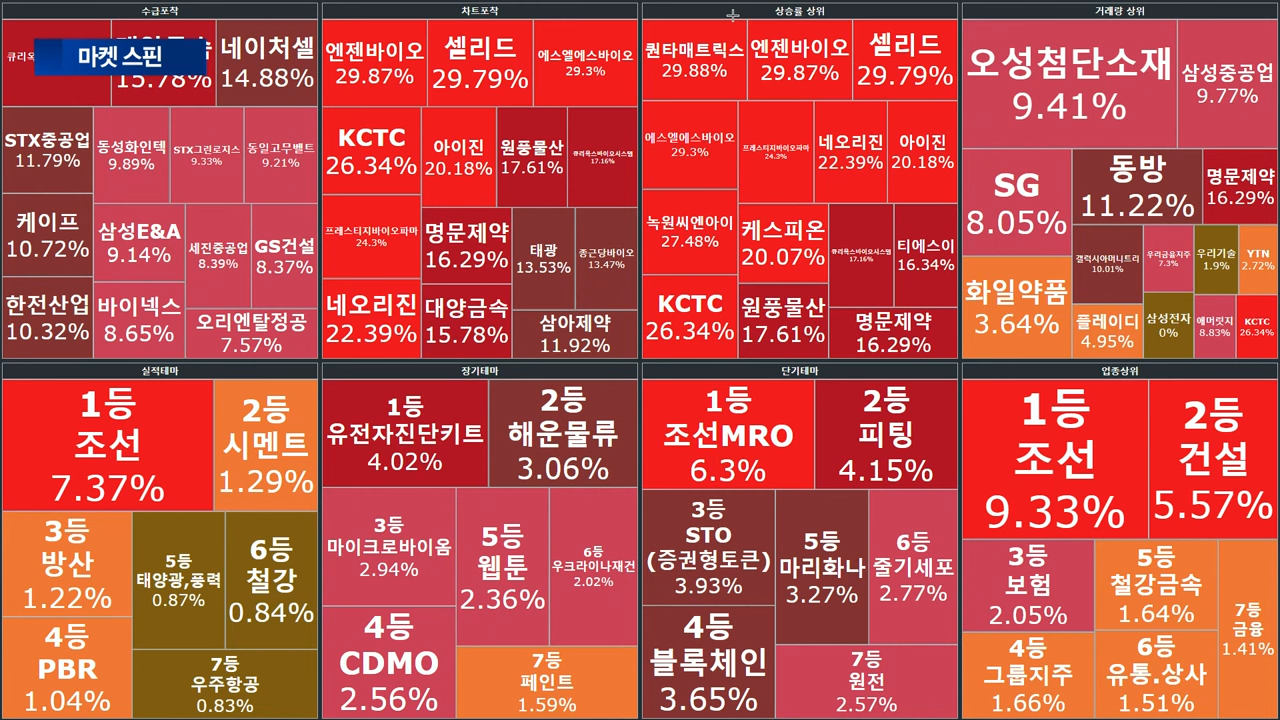 수급포착
큐리오
마켓 스핀
15.78%
네이처셀
14.88%
STX중공업
11.79%
동성화인텍
9.89%
STX그린로지스
9.33%
동일고무벨트
9.21%
케이프
10.72%
삼성E&A
9.14%
세진중공업
8.39%
GS건설
8.37%
한전산업
10.32%
바이넥스
8.65%
오리엔탈정공
7.57%
차트포착
엔젠바이오
29.87%
셀리드
29.79%
에스엘에스바이오
29.3%
KCTC
26.34%
아이진
20.18%
원풍물산
17.61%
큐리옥스바이오시스템
17.16%
프레스티지바이오파마
24.3%
명문제약
16.29%
태광
13.53%
종근당바이오
13.47%
네오리진
22.39%
대양금속
15.78%
삼아제약
11.92%
상승률 상위
퀀타매트릭스
29.88%
엔젠바이오
29.87%
셀리드
29.79%
에스엘에스바이오
29.3%
프레스티지바이오파마
24.3%
네오리진
22.39%
아이진
20.18%
녹원씨엔아이
27.48%
케스피온
20.07%
큐리옥스바이오시스템
17.16%
티에스이
16.34%
KCTC
26.34%
원풍물산
17.61%
명문제약
16.29%
거래량 상위
오성첨단소재
9.41%
삼성중공업
9.77%
SG
8.05%
동방
11.22%
명문제약
16.29%
갤럭시아머니트리
10.01%
우리금융지주
7.3%
우리기술
1.9%
YTN
2.72%
화일약품
3.64%
플레이디
4.95%
삼성전자
0%
에머릿지
8.83%
KCTC
26.34%
실적테마
1등
조선
7.37%
2등
시멘트
1.29%
3등
방산
1.22%
5등
태양광,풍력
0.87%
6등
철강
0.84%
4등
PBR
1.04%
7등
우주항공
0.83%
장기테마
1등
유전자진단키트
4.02%
2등
해운물류
3.06%
3등
마이크로바이옴
2.94%
5등
웹툰
2.36%
6등
우크라이나재건
2.02%
4등
CDMO
2.56%
7등
페인트
1.59%
단기테마
1등
조선MRO
6.3%
2등
피팅
4.15%
3등
STO
(증권형토큰)
3.93%
5등
마리화나
3.27%
6등
줄기세포
2.77%
4등
블록체인
3.65%
7등
원전
2.57%
업종상위
1등
조선
9.33%
2등
건설
5.57%
3등
보험
2.05%
5등
철강금속
1.64%
7등
금융
1.41%
4등
그룹지주
1.66%
6등
유통.상사
1.51%